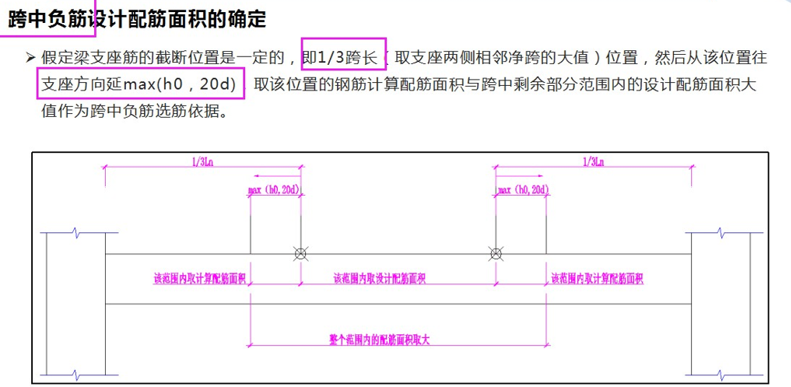 跨中负筋设计配筋面积的确定
➢ 假定梁支座筋的截断位置是一定的，即1/3跨长（取支座两侧相邻净跨的大值）位置，然后从该位置往
支座方向延max(h0，20d) 取该位置的钢筋计算配筋面积与跨中剩余部分范围内的设计配筋面积大
值作为跨中负筋选筋依据。
1/3Ln
1/3Ln
max (h0,20d)
max (h0,20d)
该范围内取计算配筋面积
该范围内取设计配筋面积
该范围内取计算配筋面积
整个范围内的配筋面积取大